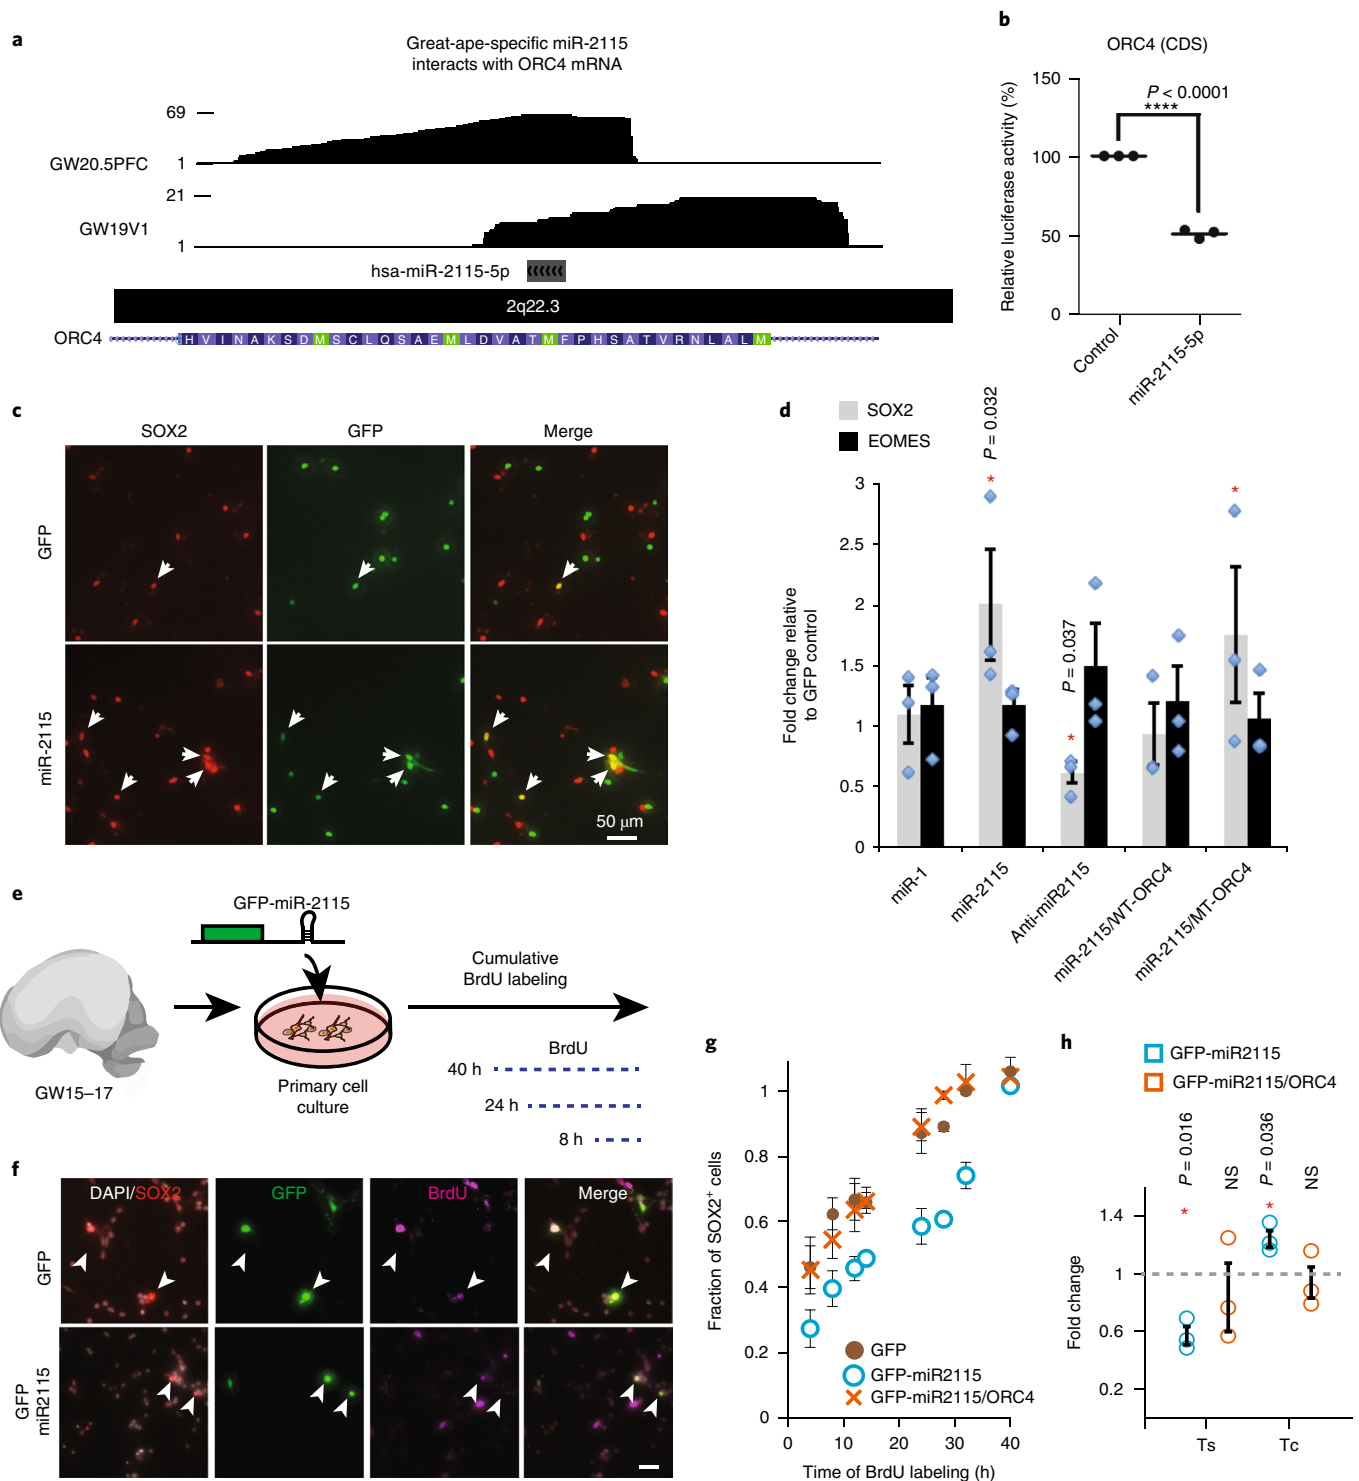 a
Great-ape-specific miR-2115
interacts with ORC4 mRNA
69
GW20.5PFC
1
21
GW19V1
1
hsa-miR-2115-5p
2q22.3
ORC4
H V I N A K S D M S C L Q S A E M L D V A T M F P H S A T V R N L A L M
b
ORC4 (CDS)
150
100
50
0
Relative luciferase activity (%)
P < 0.0001
****
Control
miR-2115-5p
c
SOX2
GFP
Merge
GFP
miR-2115
50 μm
d
SOX2
EOMES
P = 0.032
*
P = 0.037
*
*
3
2.5
2
1.5
1
0.5
0
Fold change relative
to GFP control
miR-1
miR-2115
Anti-miR2115
miR-2115/WT-ORC4
miR-2115/MT-ORC4
e
GFP-miR-2115
Cumulative
BrdU labeling
GW15–17
Primary cell
culture
BrdU
40 h
24 h
8 h
f
DAPI/SOX2
GFP
BrdU
Merge
GFP
GFP
miR2115
g
1
0.8
0.6
0.4
0.2
0
Fraction of SOX2⁺ cells
GFP
GFP-miR2115
GFP-miR2115/ORC4
0
10
20
30
40
Time of BrdU labeling (h)
h
GFP-miR2115
GFP-miR2115/ORC4
P = 0.016
NS
P = 0.036
NS
*
*
1.4
1
0.6
0.2
Fold change
Ts
Tc